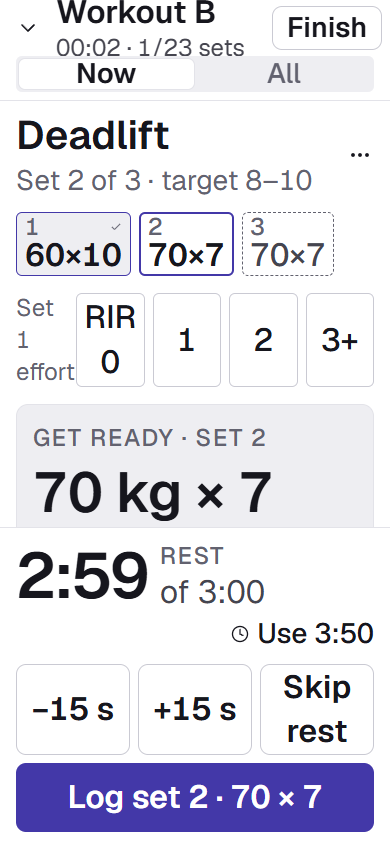 Workout B
Finish
00:02 · 1/23 sets
Now
All
Deadlift
...
Set 2 of 3 · target 8–10
1
60×10
2
70×7
3
70×7
Set
1
effort
RIR
0
1
2
3+
GET READY · SET 2
70 kg × 7
2:59
REST
of 3:00
Use 3:50
−15 s
+15 s
Skip
rest
Log set 2 · 70 × 7